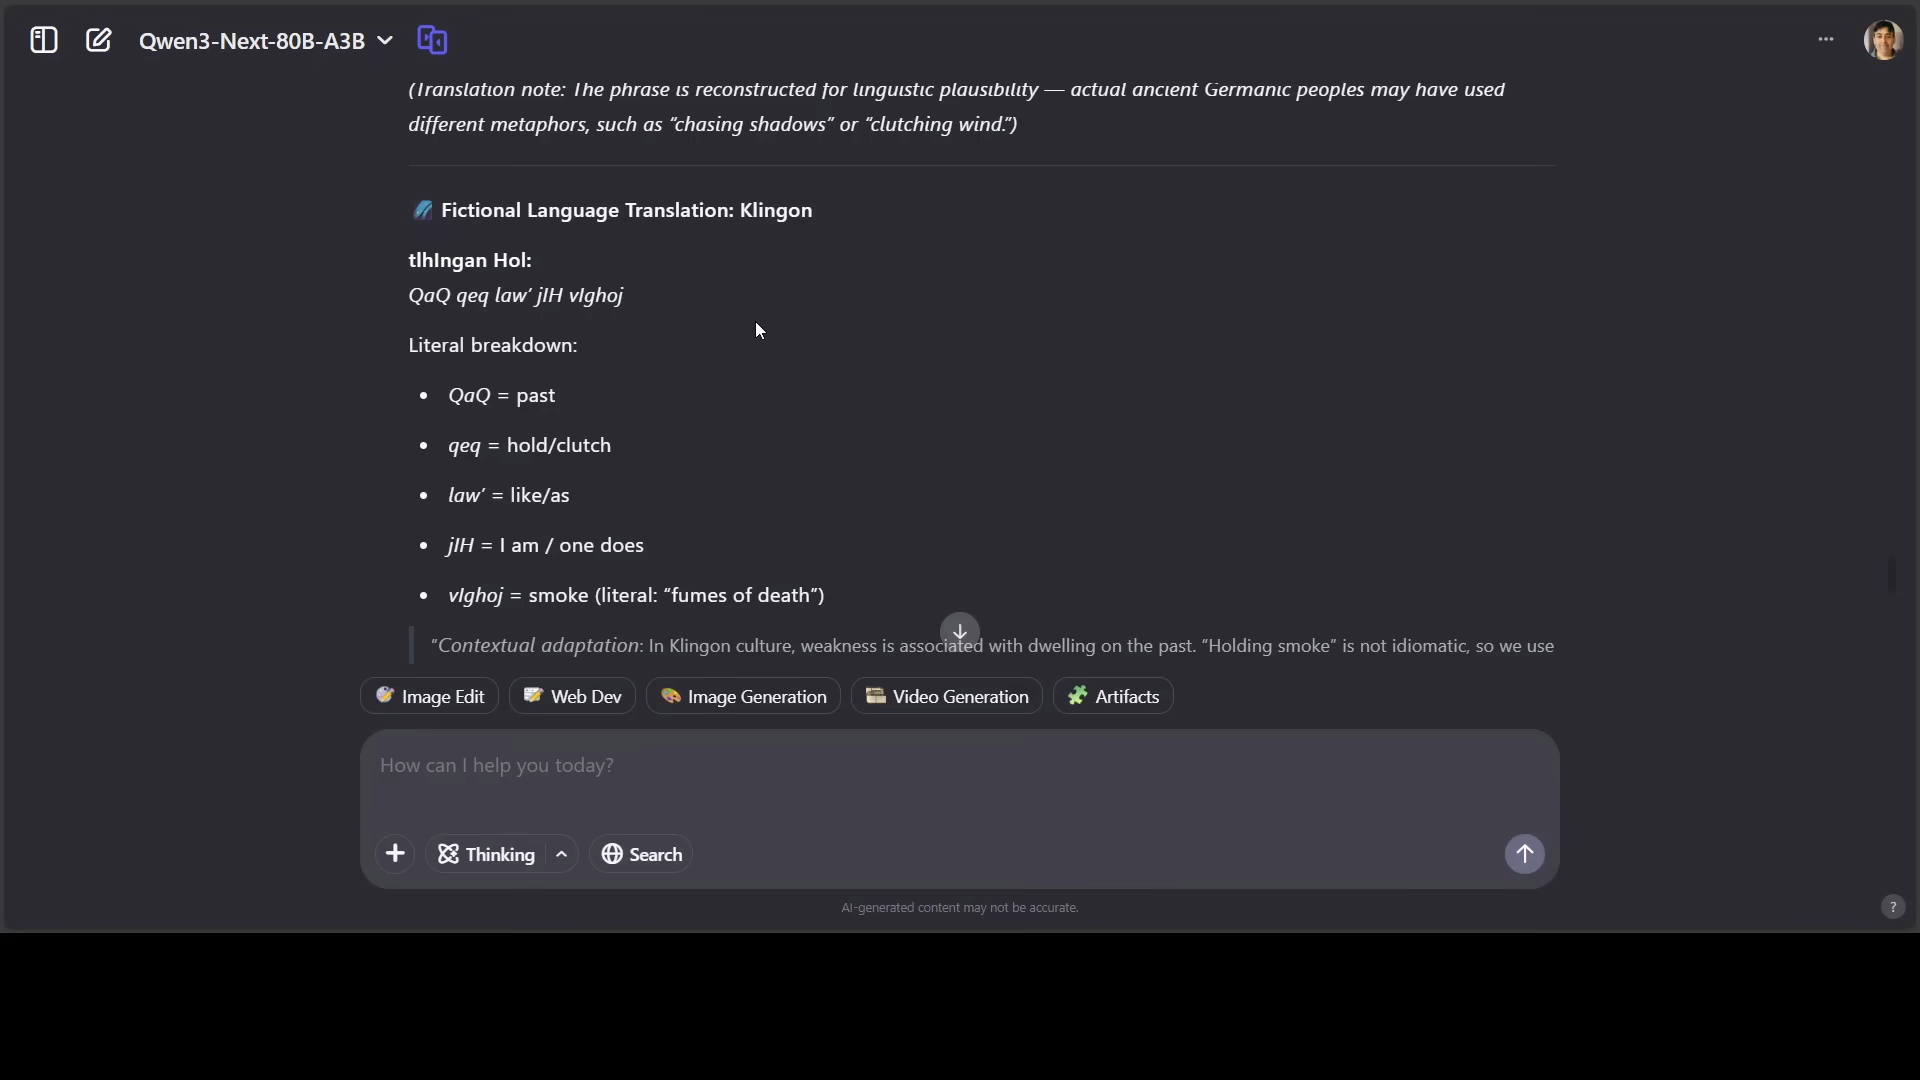 Qwen3-Next-80B-A3B
(Translation note: The phrase is reconstructed for linguistic plausibility — actual ancient Germanic peoples may have used
different metaphors, such as “chasing shadows” or “clutching wind.”)
Fictional Language Translation: Klingon
tlhIngan Hol:
QaQ qeq law’ jIH vIghoj
Literal breakdown:
• QaQ = past
• qeq = hold/clutch
• law’ = like/as
• jIH = I am / one does
• vIghoj = smoke (literal: “fumes of death”)
“Contextual adaptation: In Klingon culture, weakness is associated with dwelling on the past. “Holding smoke” is not idiomatic, so we use
Image Edit
Web Dev
Image Generation
Video Generation
Artifacts
How can I help you today?
Thinking
Search
AI-generated content may not be accurate.
?